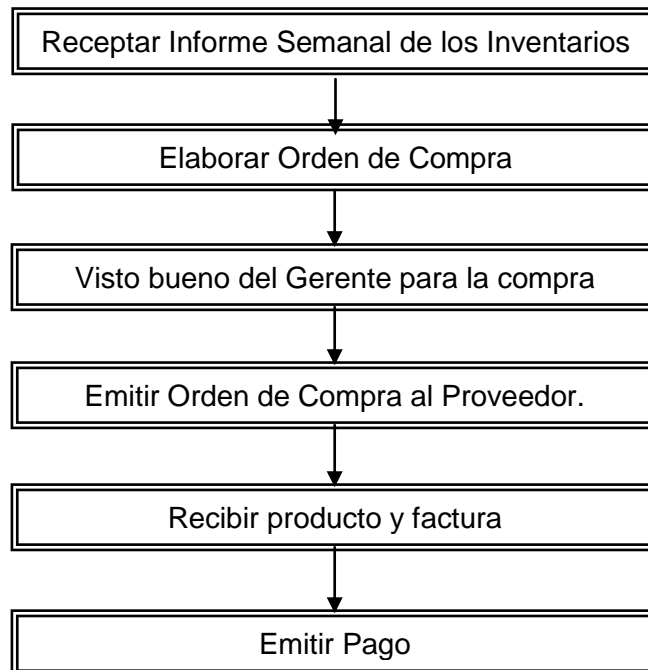 Receptar Informe Semanal de los Inventarios
Elaborar Orden de Compra
Visto bueno del Gerente para la compra
Emitir Orden de Compra al Proveedor.
Recibir producto y factura
Emitir Pago